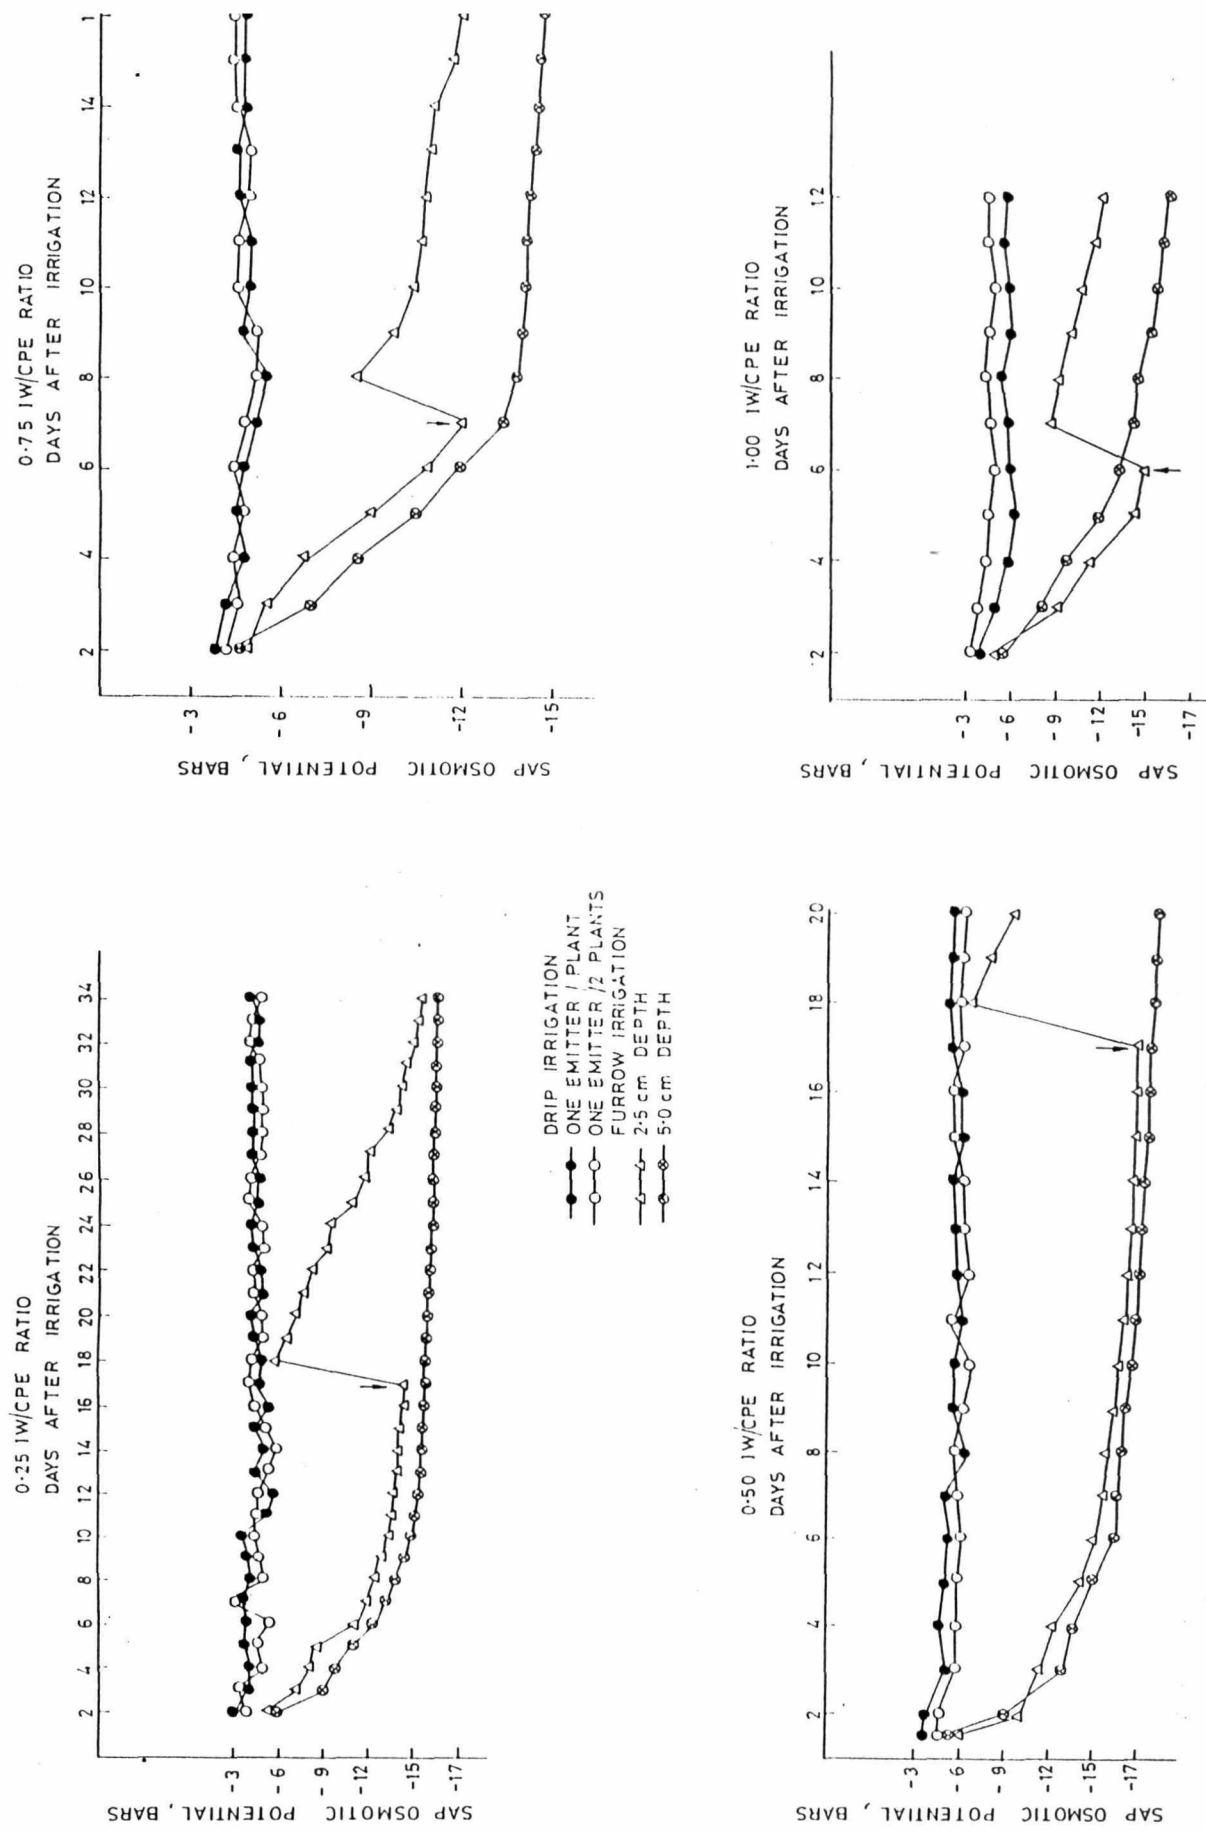 0·25 IW/CPE RATIO
DAYS AFTER IRRIGATION
2 4 6 8 10 12 14 16 18 20 22 24 26 28 30 32 34
-3
-6
-9
-12
-15
-17
SAP OSMOTIC POTENTIAL, BARS
0·75 IW/CPE RATIO
DAYS AFTER IRRIGATION
2 4 6 8 10 12 14 1
-3
-6
-9
-12
-15
SAP OSMOTIC POTENTIAL, BARS
DRIP IRRIGATION
ONE EMITTER / PLANT
ONE EMITTER /2 PLANTS
FURROW IRRIGATION
2·5 cm DEPTH
5·0 cm DEPTH
0·50 IW/CPE RATIO
DAYS AFTER IRRIGATION
2 4 6 8 10 12 14 16 18 20
-3
-6
-9
-12
-15
-17
SAP OSMOTIC POTENTIAL, BARS
1·00 IW/CPE RATIO
DAYS AFTER IRRIGATION
2 4 6 8 10 12
-3
-6
-9
-12
-15
-17
SAP OSMOTIC POTENTIAL, BARS